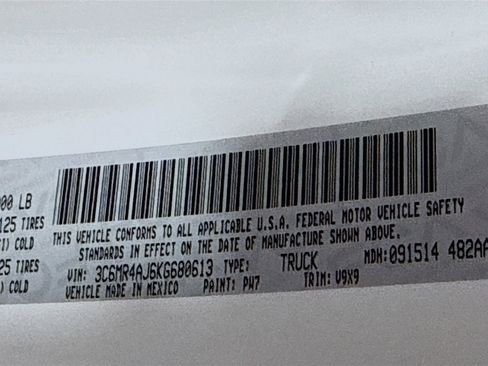 00 LB
125 TIRES
COLD
25 TIRES
) COLD
THIS VEHICLE CONFORMS TO ALL APPLICABLE U.S.A. FEDERAL MOTOR VEHICLE SAFETY
STANDARDS IN EFFECT ON THE DATE OF MANUFACTURE SHOWN ABOVE.
VIN: 3C6MR4AJ6KG680613 TYPE: TRUCK MDH: 091514 482AA
VEHICLE MADE IN MEXICO PAINT: PW7 TRIM: V9X9